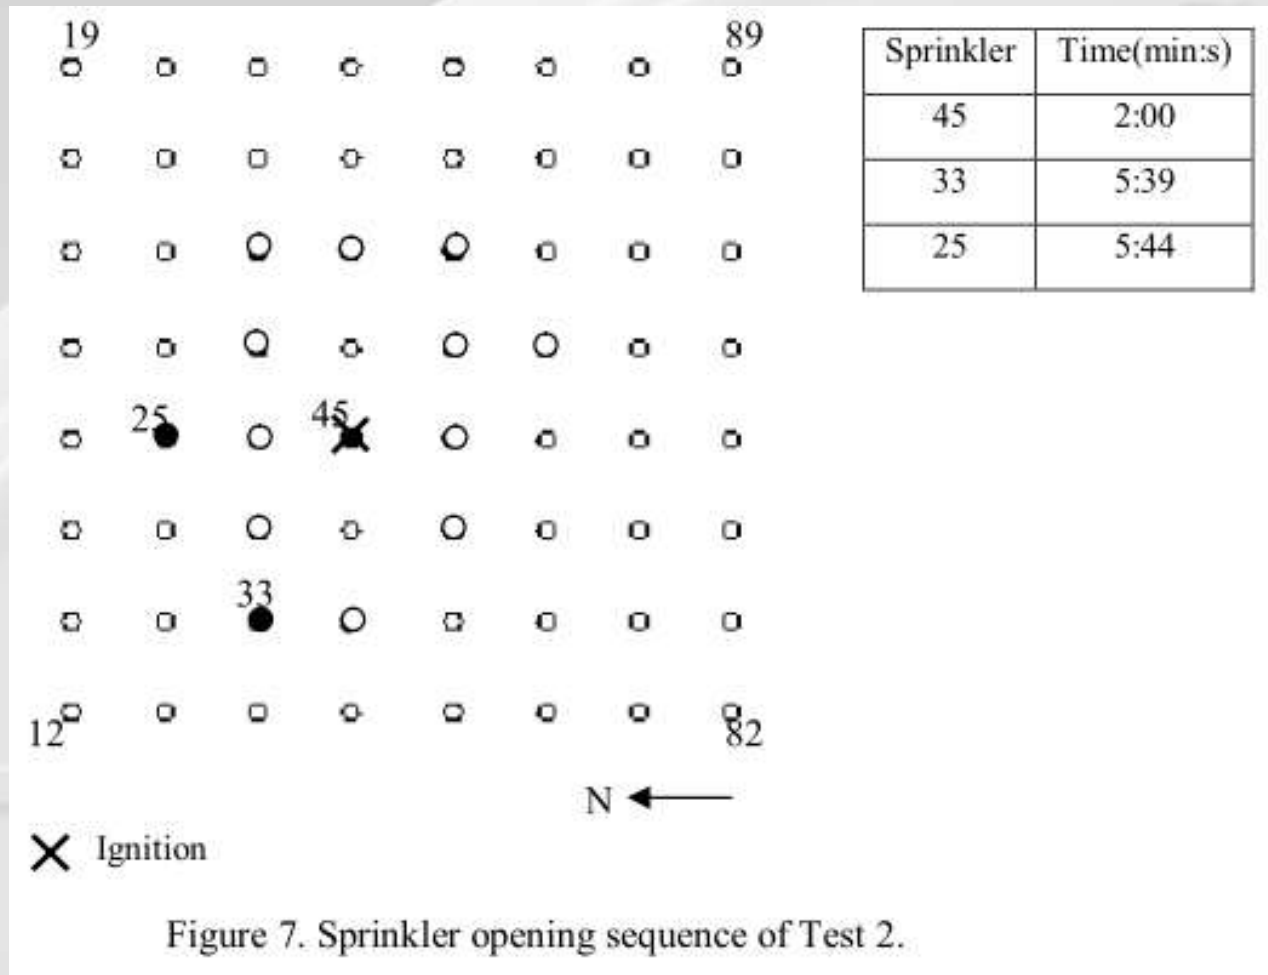 19 89
25 45
33
12 82
N
Ignition
Sprinkler Time(min:s)
45 2:00
33 5:39
25 5:44
Figure 7. Sprinkler opening sequence of Test 2.